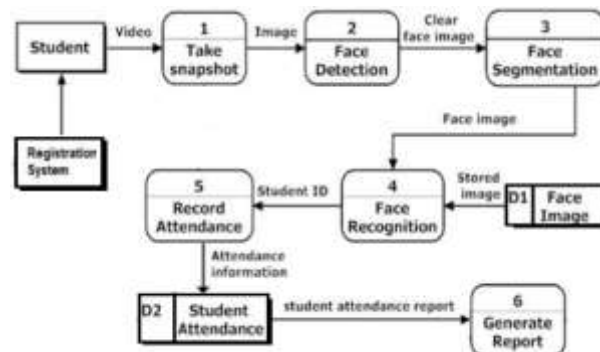 Student
Video
1
Take
snapshot
Image
2
Face
Detection
Clear
face image
3
Face
Segmentation
Registration
System
Face image
5
Record
Attendance
Student ID
4
Face
Recognition
Stored
image
D1
Face
Image
Attendance
information
D2
Student
Attendance
student attendance report
6
Generate
Report